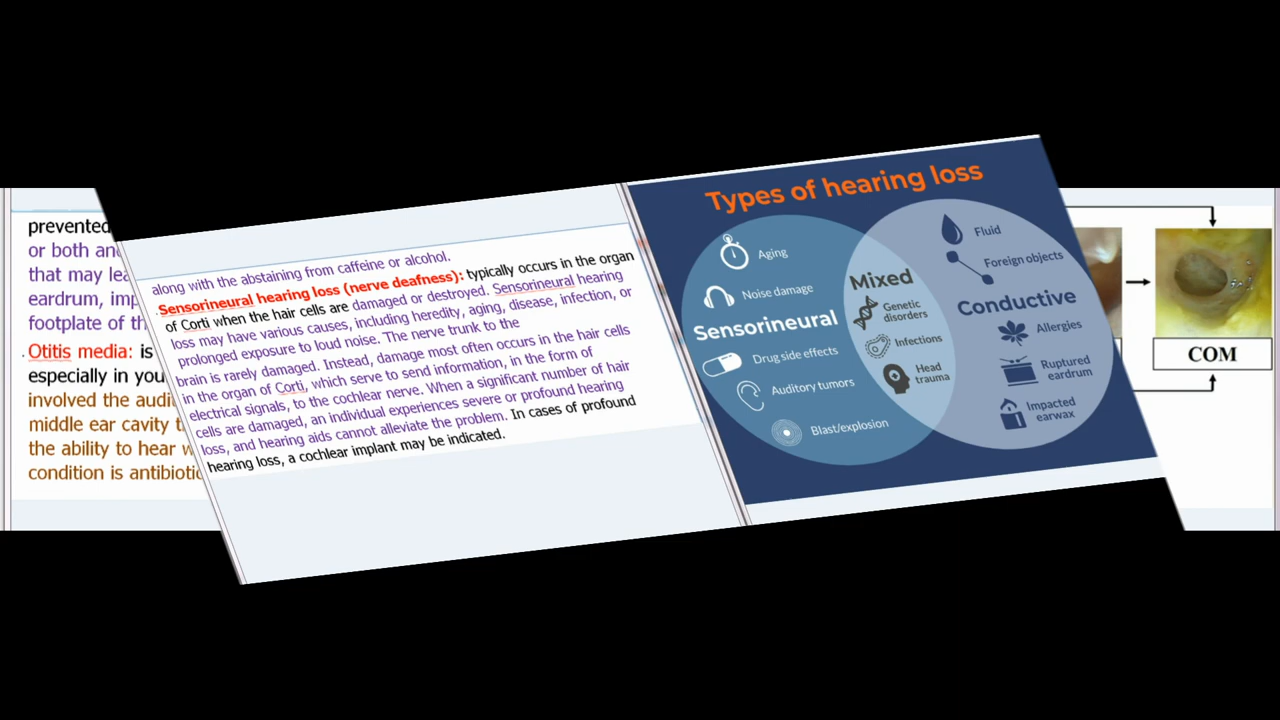 prevented
or both and
that may lea
eardrum, imp
footplate of th
Otitis media: is
especially in you
involved the audi
middle ear cavity
the ability to hear
condition is antibiotic
along with the abstaining from caffeine or alcohol.
Sensorineural hearing loss (nerve deafness): typically occurs in the organ
of Corti when the hair cells are damaged or destroyed. Sensorineural hearing
loss may have various causes, including heredity, aging, disease, infection, or
prolonged exposure to loud noise. The nerve trunk to the
brain is rarely damaged. Instead, damage most often occurs in the hair cells
in the organ of Corti, which serve to send information, in the form of
electrical signals, to the cochlear nerve. When a significant number of hair
cells are damaged, an individual experiences severe or profound hearing
loss, and hearing aids cannot alleviate the problem. In cases of profound
hearing loss, a cochlear implant may be indicated.
Types of hearing loss
Aging
Noise damage
Sensorineural
Drug side effects
Auditory tumors
Blast/explosion
Mixed
Genetic
disorders
Infections
Head
trauma
Fluid
Foreign objects
Conductive
Allergies
Ruptured
eardrum
Impacted
earwax
COM